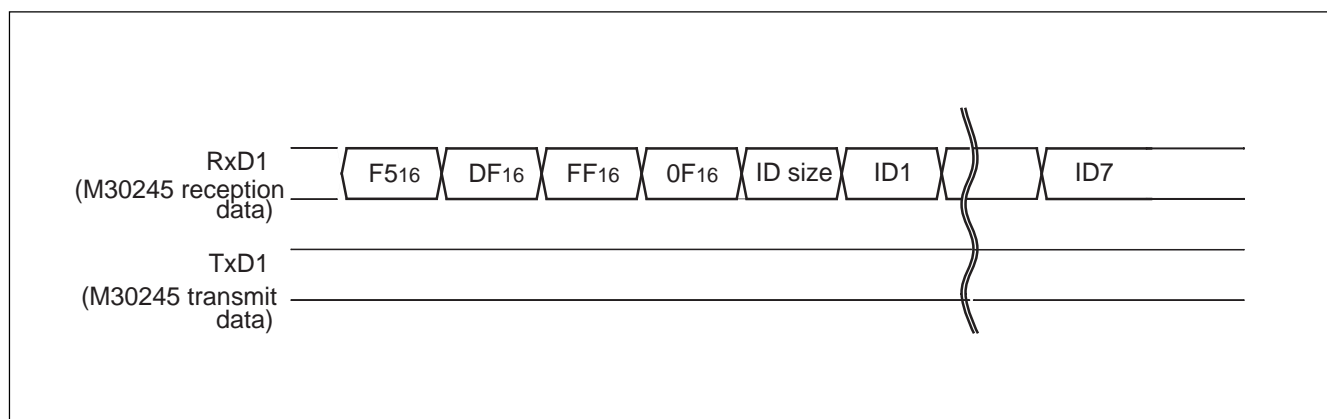 RxD1
(M30245 reception
data)
F516 DF16 FF16 0F16 ID size ID1 ID7
TxD1
(M30245 transmit
data)